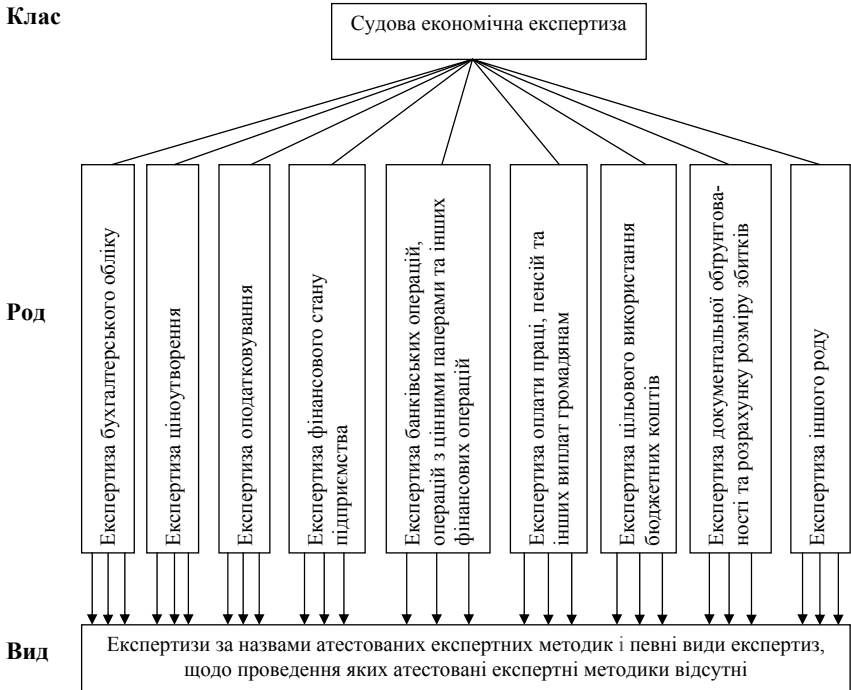 Клас
Судова економічна експертиза
Род
Експертиза бухгалтерського обліку
Експертиза ціноутворення
Експертиза оподатковування
Експертиза фінансового стану
підприємства
Експертиза банківських операцій,
операцій з цінними паперами та інших
фінансових операцій
Експертиза оплати праці, пенсій та
інших виплат громадянам
Експертиза цільового використання
бюджетних коштів
Експертиза документальної обґрунтова-
ності та розрахунку розміру збитків
Експертиза іншого роду
Вид
Експертизи за назвами атестованих експертних методик і певні види експертиз,
щодо проведення яких атестовані експертні методики відсутні